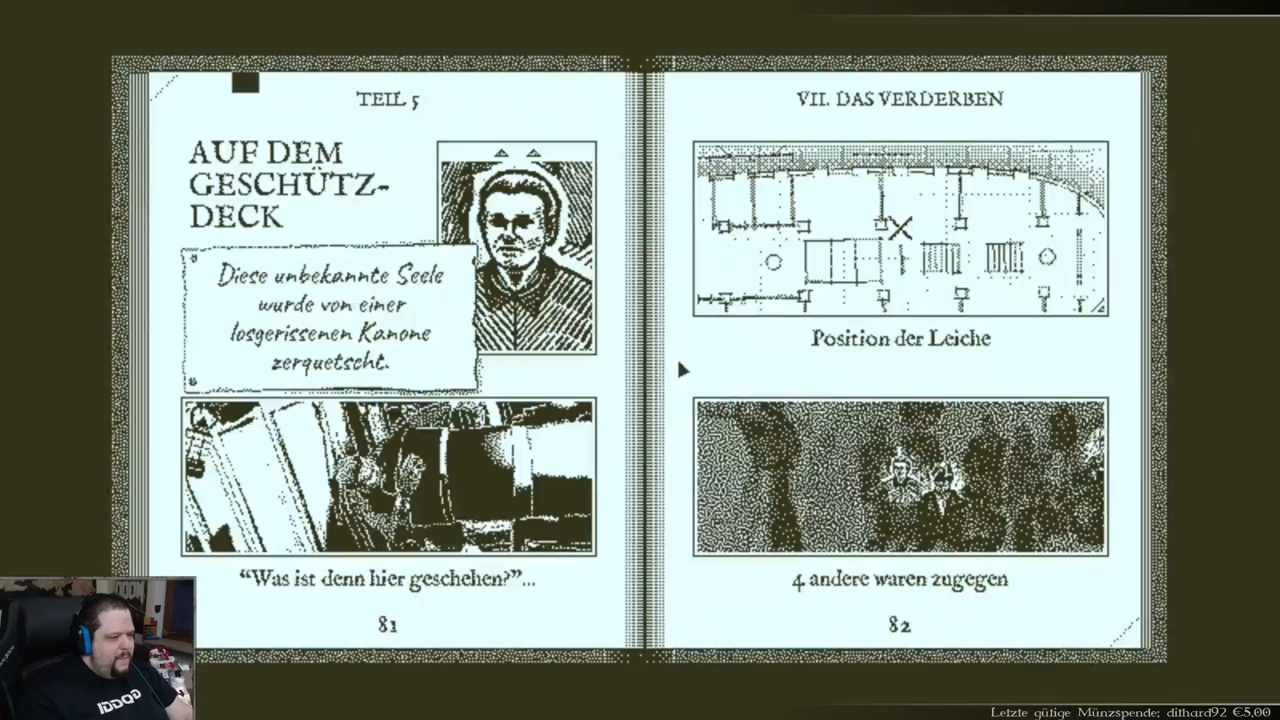 TEIL 5
AUF DEM
GESCHÜTZ-
DECK
Diese unbekannte Seele
wurde von einer
losgerissenen Kanone
zerquetscht.
“Was ist denn hier geschehen?”...
81
VII. DAS VERDERBEN
Position der Leiche
4 andere waren zugegen
82
IDDQD
Letzte gütige Münzspende: dithard92 €5,00